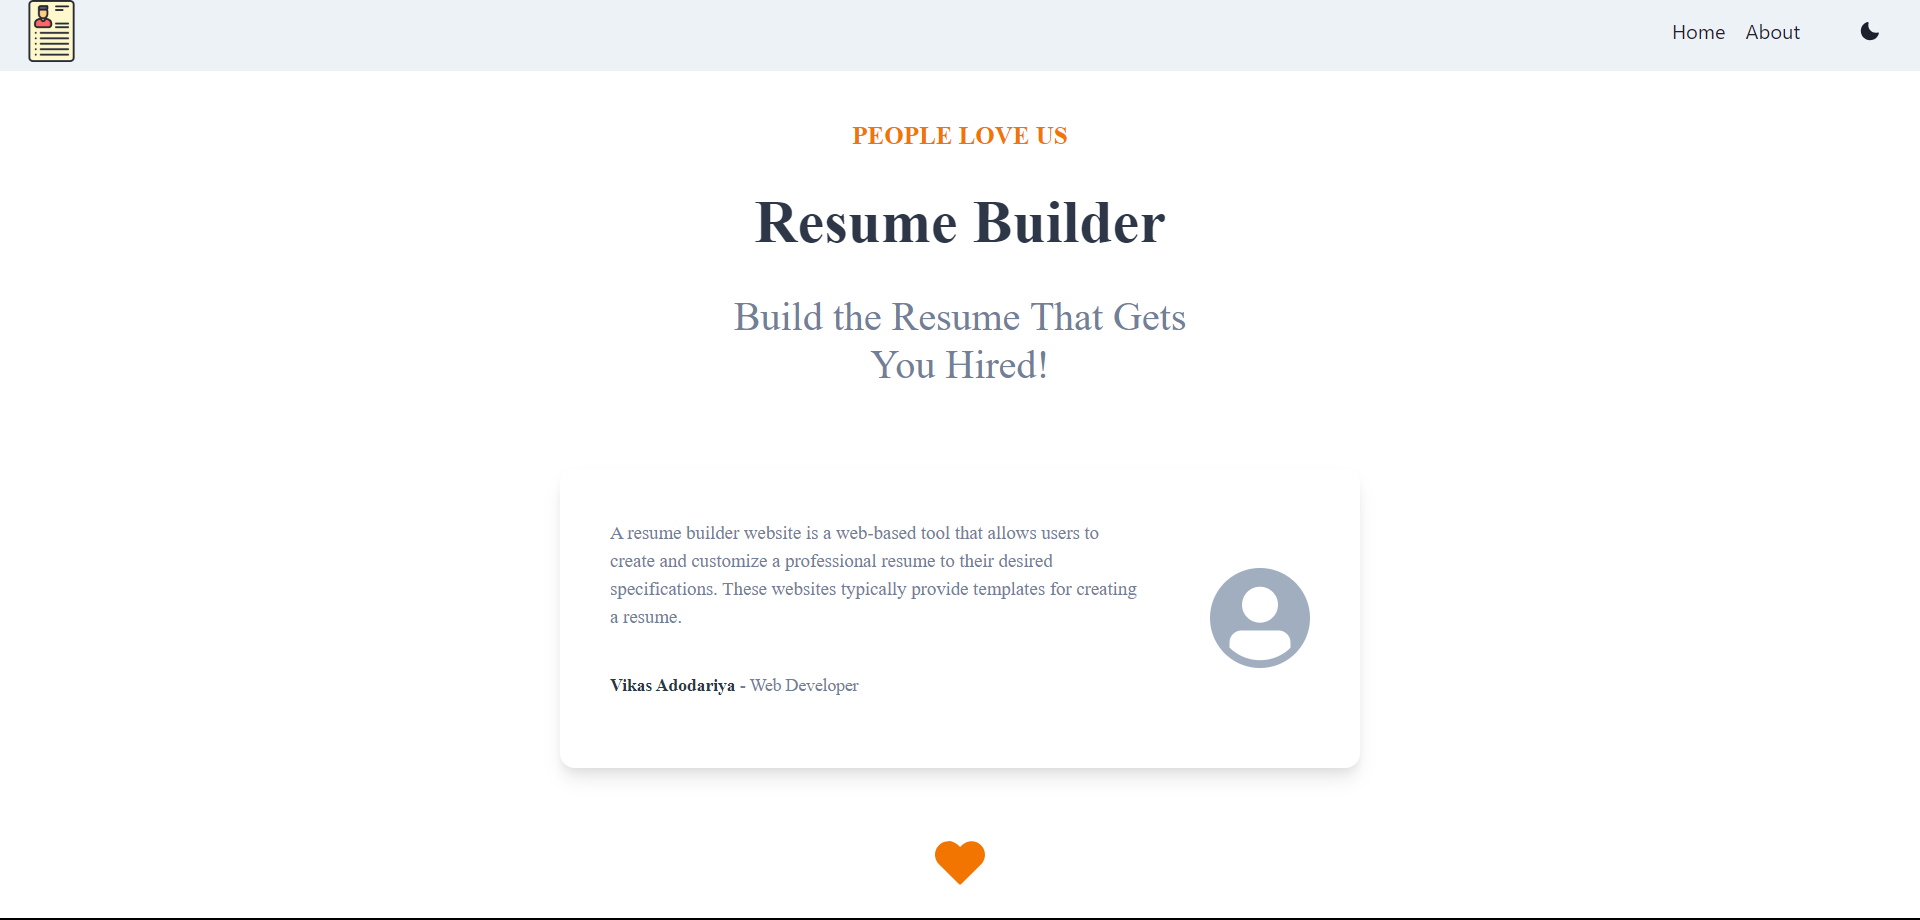 Home About
PEOPLE LOVE US
Resume Builder
Build the Resume That Gets
You Hired!
A resume builder website is a web-based tool that allows users to
create and customize a professional resume to their desired
specifications. These websites typically provide templates for creating
a resume.
Vikas Adodariya - Web Developer